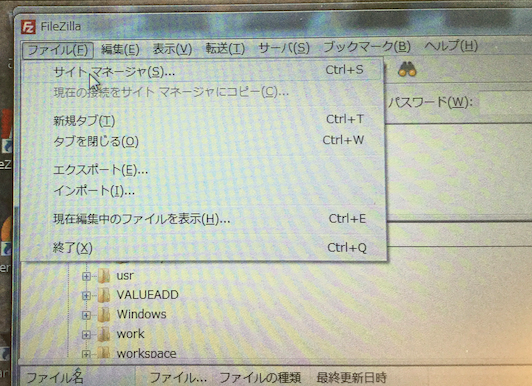 FileZilla
ファイル(F) 編集(E) 表示(V) 転送(T) サーバ(S) ブックマーク(B) ヘルプ(H)
サイト マネージャ(S)... Ctrl+S
現在の接続をサイト マネージャにコピー(C)...
パスワード(W):
新規タブ(T) Ctrl+T
タブを閉じる(O) Ctrl+W
エクスポート(E)...
インポート(I)...
現在編集中のファイルを表示(H)... Ctrl+E
終了(X) Ctrl+Q
usr
VALUEADD
Windows
work
workspace
ファイル名 ファイル... ファイルの種類 最終更新日時